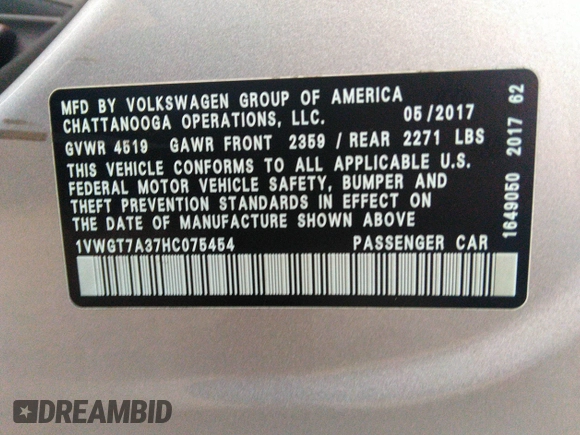 MFD BY VOLKSWAGEN GROUP OF AMERICA
CHATTANOOGA OPERATIONS, LLC. 05/2017
GVWR 4519 GAWR FRONT 2359 / REAR 2271 LBS
THIS VEHICLE CONFORMS TO ALL APPLICABLE U.S.
FEDERAL MOTOR VEHICLE SAFETY, BUMPER AND
THEFT PREVENTION STANDARDS IN EFFECT ON
THE DATE OF MANUFACTURE SHOWN ABOVE
1VWGT7A37HC075454 PASSENGER CAR
1649050 2017 62
DREAMBID